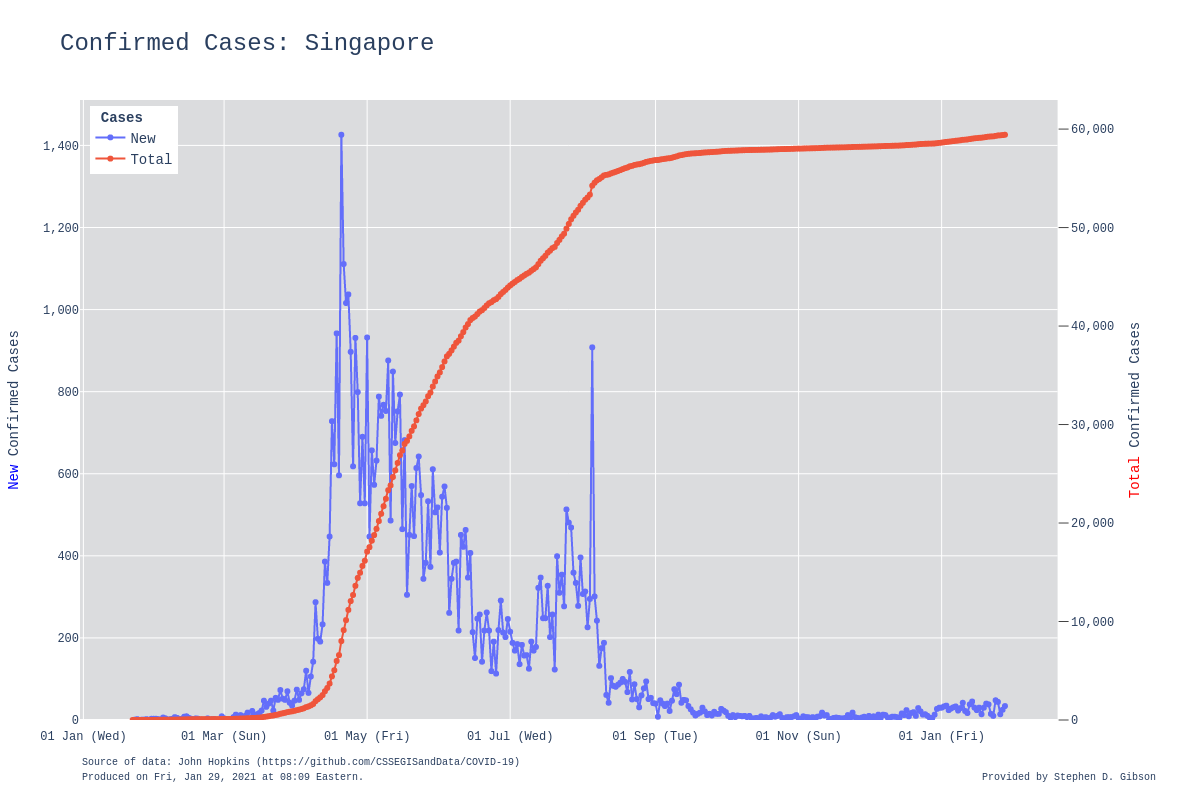 Confirmed Cases: Singapore
Cases
New
Total
1,400
1,200
1,000
800
600
400
200
0
60,000
50,000
40,000
30,000
20,000
10,000
0
New Confirmed Cases
Total Confirmed Cases
01 Jan (Wed) 01 Mar (Sun) 01 May (Fri) 01 Jul (Wed) 01 Sep (Tue) 01 Nov (Sun) 01 Jan (Fri)
Source of data: John Hopkins (https://github.com/CSSEGISandData/COVID-19)
Produced on Fri, Jan 29, 2021 at 08:09 Eastern.
Provided by Stephen D. Gibson